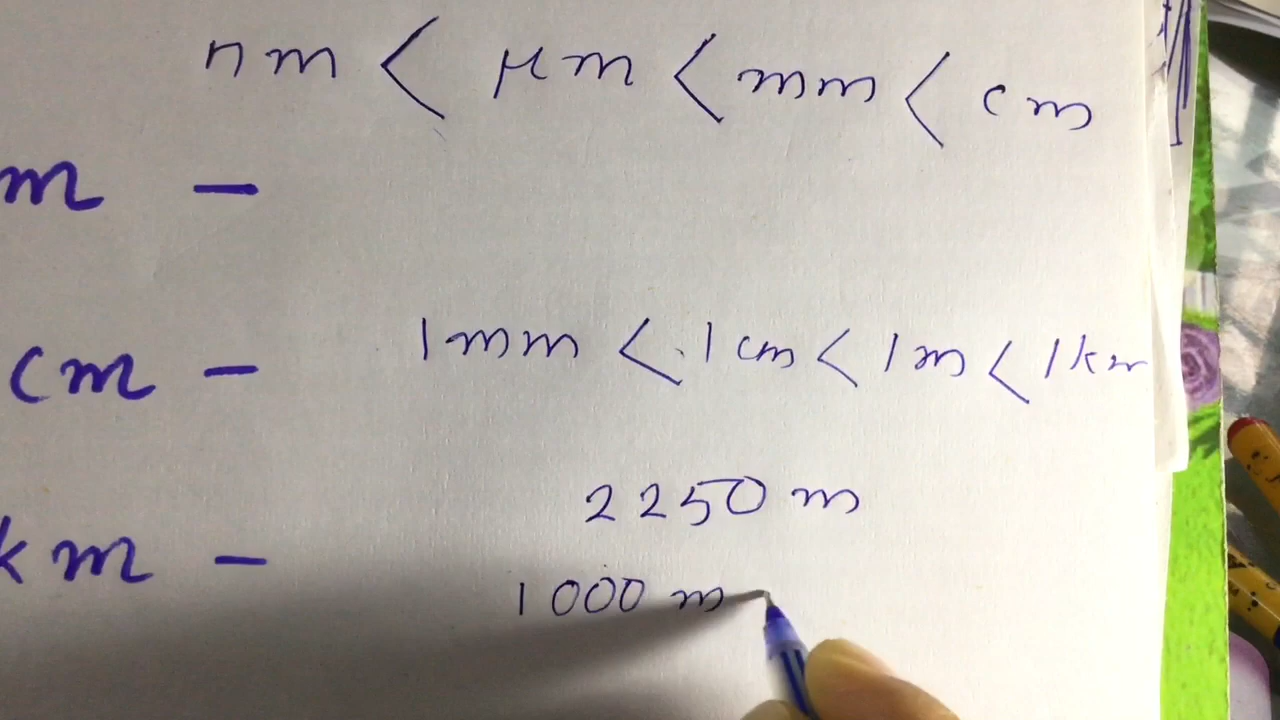 nm < μm < mm < cm
m -
1mm < 1cm < 1m < 1km
cm -
2250 m
km -
1000 m